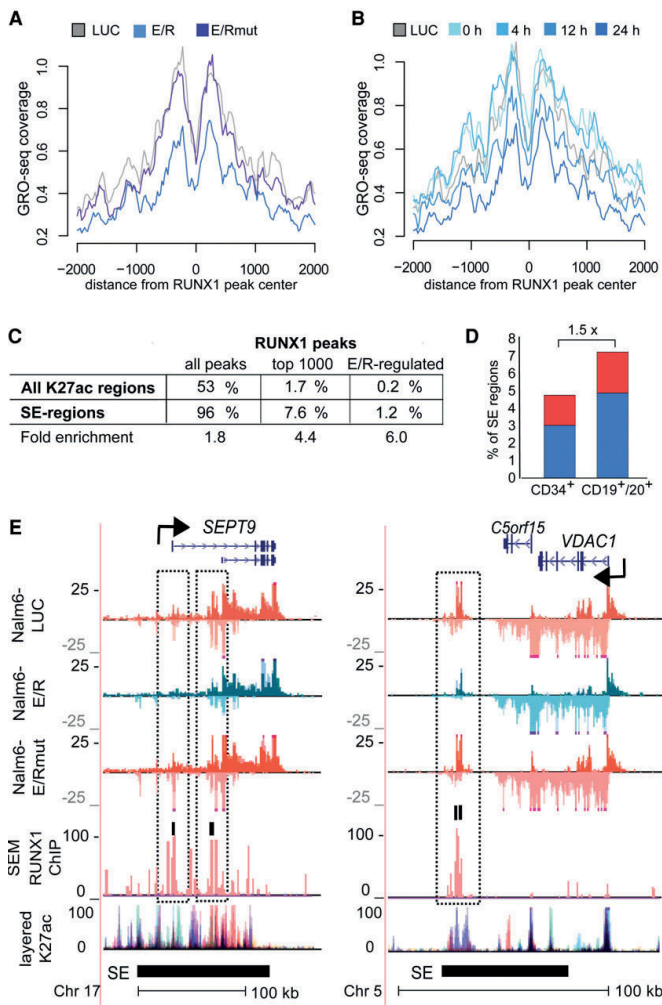 A
LUC E/R E/Rmut
GRO-seq coverage
1.0
0.8
0.6
0.4
0.2
−2000 −1000 0 1000 2000
distance from RUNX1 peak center
B
LUC 0 h 4 h 12 h 24 h
GRO-seq coverage
1.0
0.8
0.6
0.4
0.2
−2000 −1000 0 1000 2000
distance from RUNX1 peak center
C
RUNX1 peaks
all peaks top 1000 E/R-regulated
All K27ac regions 53 % 1.7 % 0.2 %
SE-regions 96 % 7.6 % 1.2 %
Fold enrichment 1.8 4.4 6.0
D
1.5 x
% of SE regions
8
7
6
5
4
3
2
1
0
CD34+ CD19+/20+
E
SEPT9
C5orf15
VDAC1
Nalm6-LUC
25
-25
25
-25
Nalm6-E/R
25
-25
25
-25
Nalm6-E/Rmut
25
-25
25
-25
SEM RUNX1 ChIP
100
0
100
0
layered K27ac
100
0
100
0
SE
SE
Chr 17 100 kb
Chr 5 100 kb